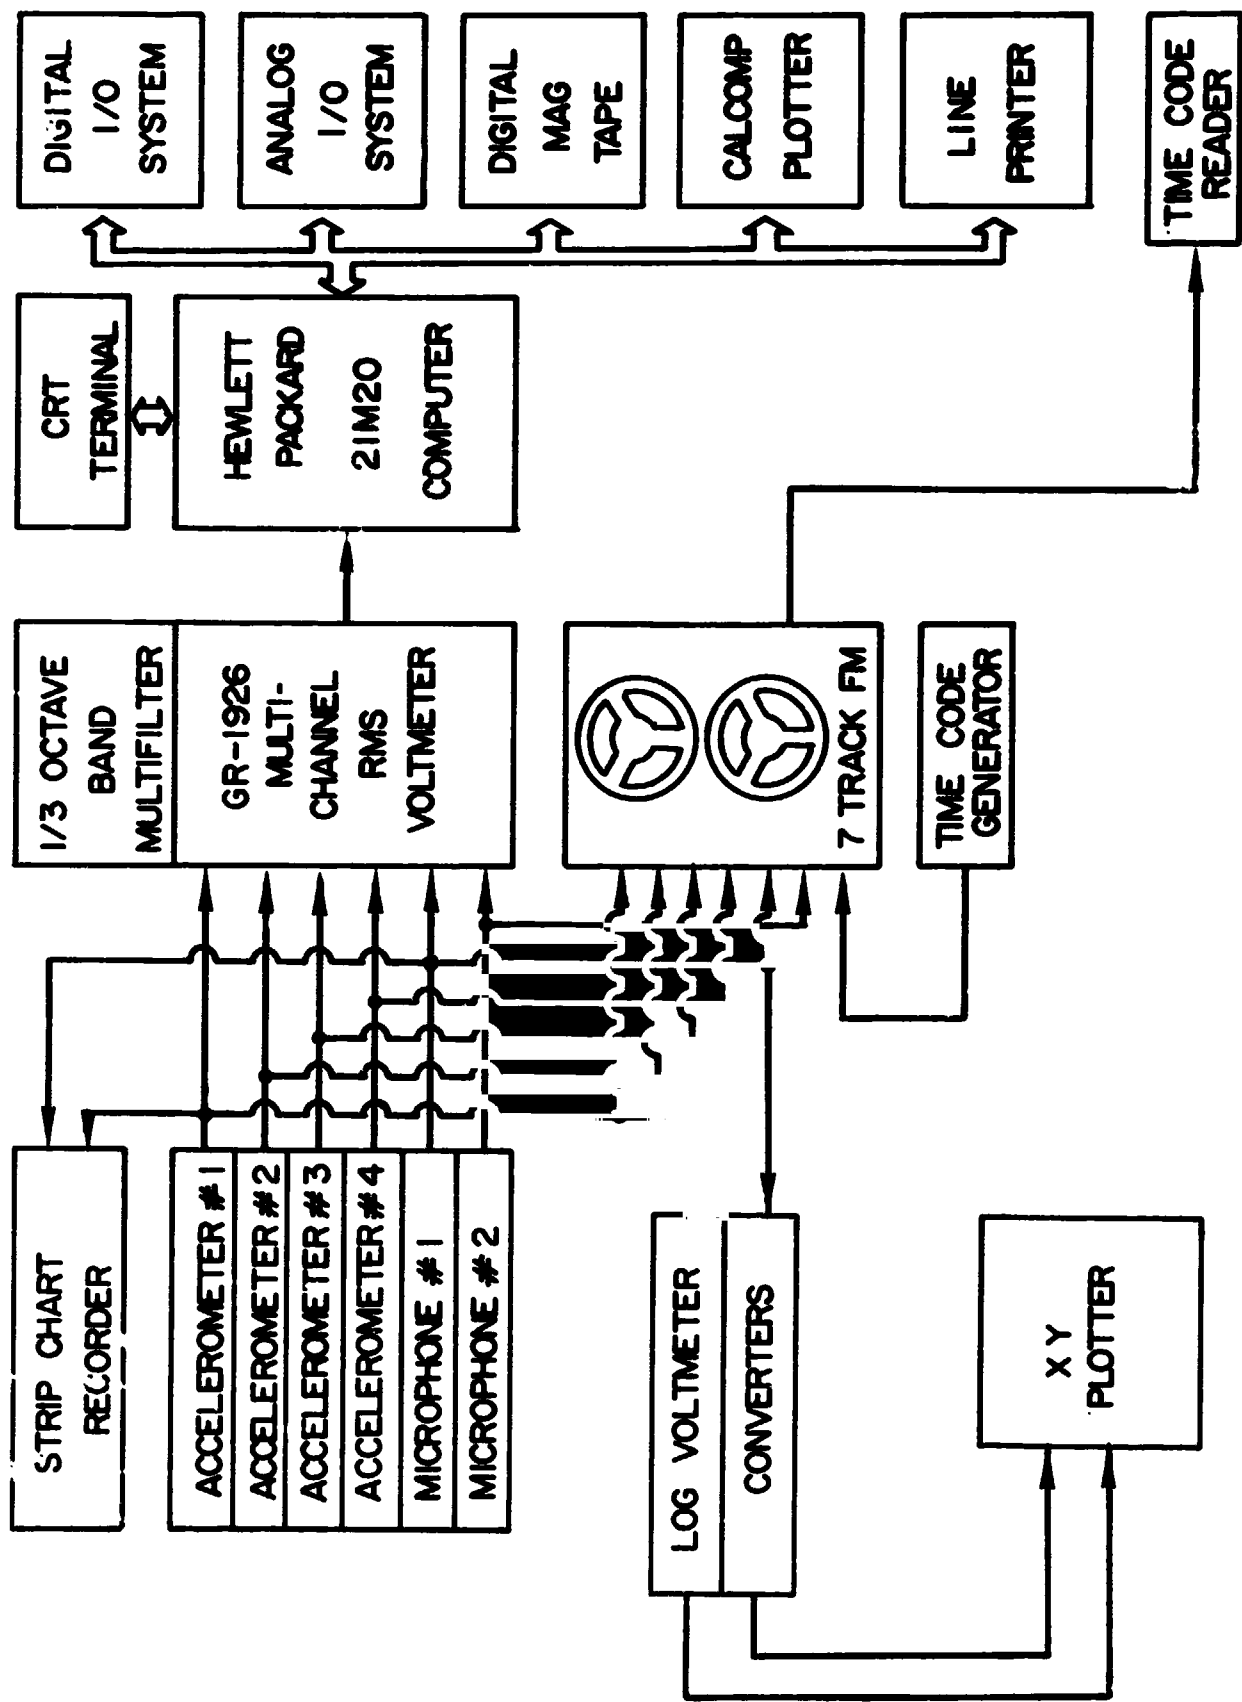 STRIP CHART
RECORDER
ACCELEROMETER #1
ACCELEROMETER #2
ACCELEROMETER #3
ACCELEROMETER #4
MICROPHONE #1
MICROPHONE #2
LOG VOLTMETER
CONVERTERS
X Y
PLOTTER
1/3 OCTAVE
BAND
MULTIFILTER
GR-1926
MULTI-
CHANNEL
RMS
VOLTMETER
7 TRACK FM
TIME CODE
GENERATOR
CRT
TERMINAL
HEWLETT
PACKARD
21M20
COMPUTER
DIGITAL
I/O
SYSTEM
ANALOG
I/O
SYSTEM
DIGITAL
MAG
TAPE
CALCOMP
PLOTTER
LINE
PRINTER
TIME CODE
READER